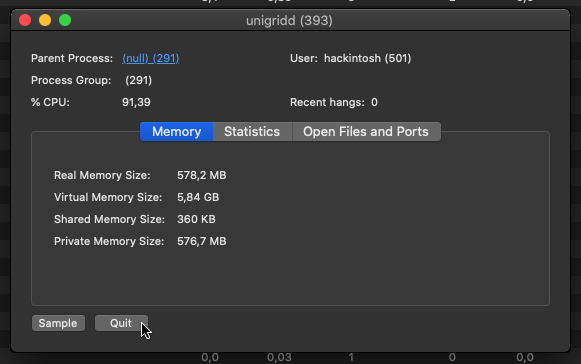 unigridd (393)
Parent Process: (null) (291) User: hackintosh (501)
Process Group: (291)
% CPU: 91,39 Recent hangs: 0
Memory Statistics Open Files and Ports
Real Memory Size: 578,2 MB
Virtual Memory Size: 5,84 GB
Shared Memory Size: 360 KB
Private Memory Size: 576,7 MB
Sample Quit
0,0 0,03 1 0 0,0